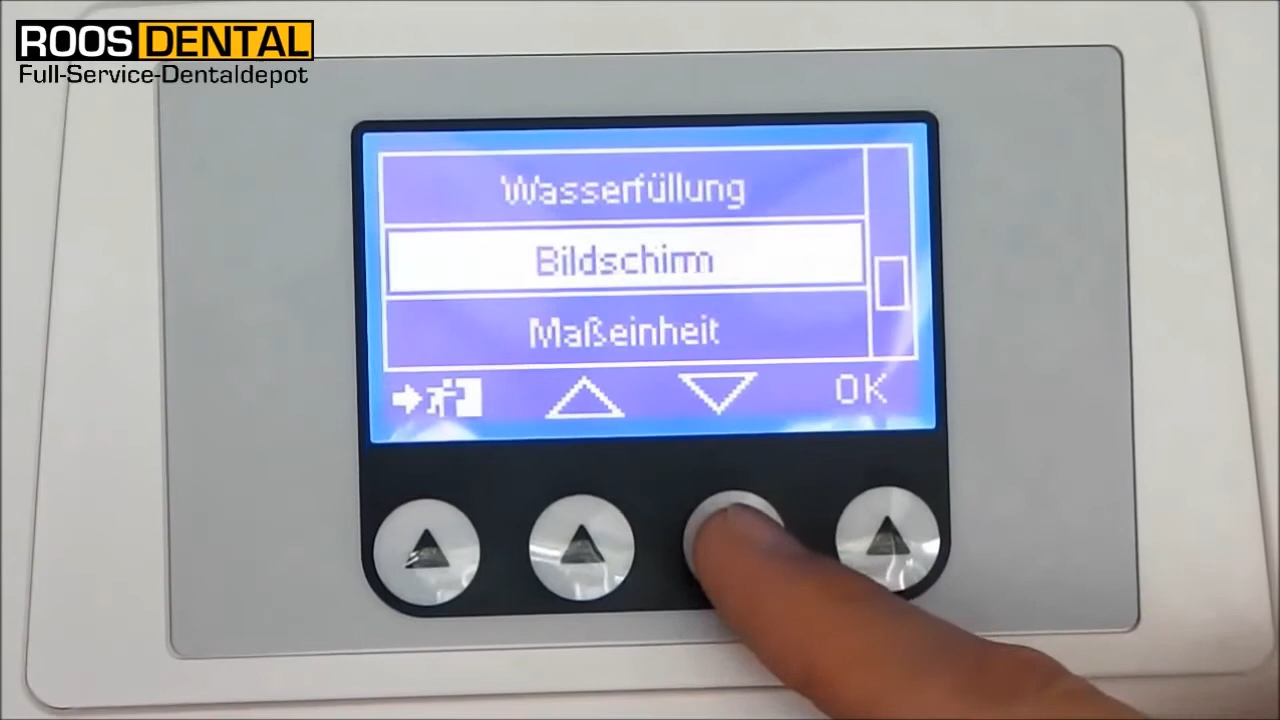 ROOS DENTAL
Full-Service-Dentaldepot
Wasserfüllung
Bildschirm
Maßeinheit
OK